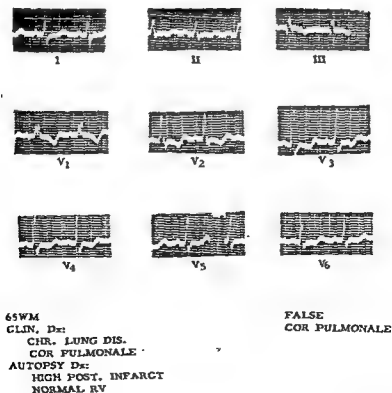 I II III
V1 V2 V3
V4 V5 V6
65WM
CLIN. Dx:
CHR. LUNG DIS.
COR PULMONALE
AUTOPSY Dx:
HIGH POST. INFARCT
NORMAL RV
FALSE
COR PULMONALE